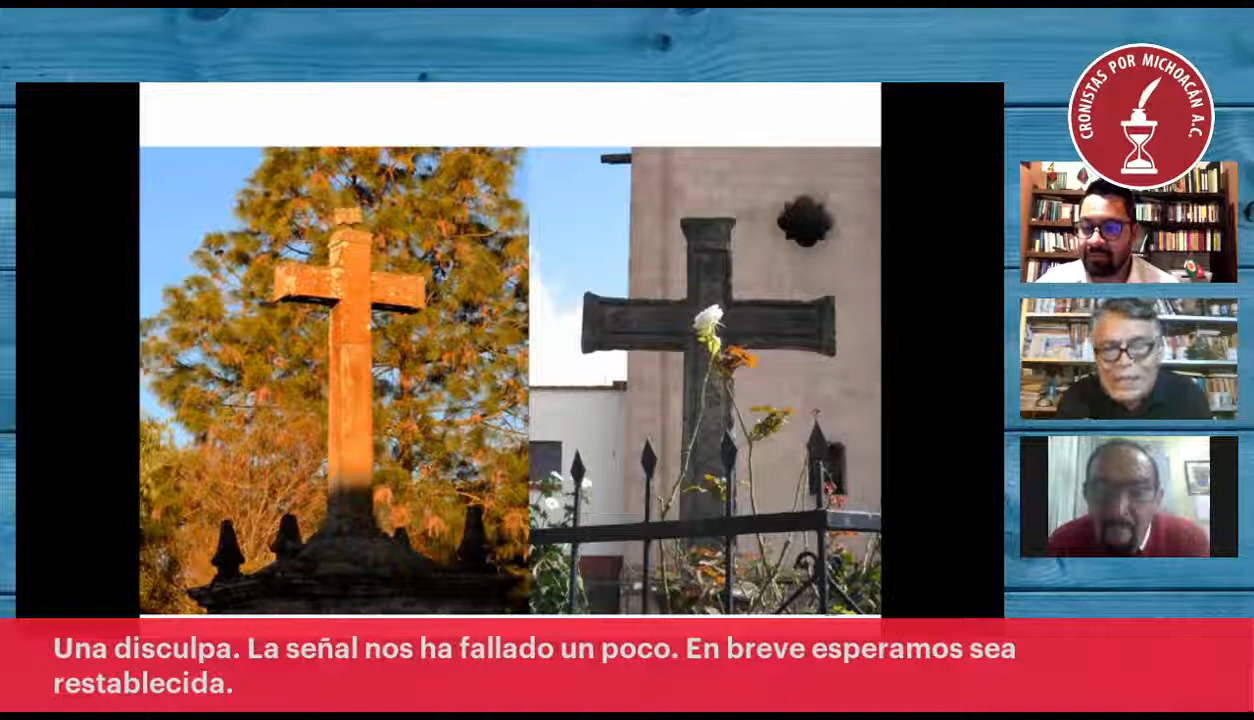 CRONISTAS POR MICHOACÁN A.C.
Una disculpa. La señal nos ha fallado un poco. En breve esperamos sea
restablecida.